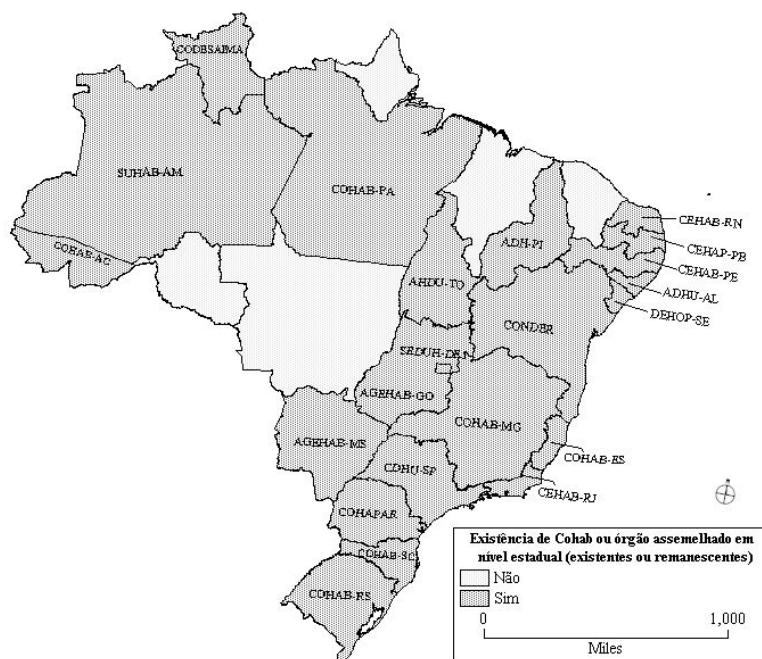 CODESAIMA
SUHAB-AM
COHAB-PA
COHAB-AC
ADH-PI
CEHAB-RN
CEHAP-PB
CEHAB-PE
ADHU-AL
DEHOP-SE
AHDU-TO
CONDER
SEDUH-DF
AGEHAB-GO
COHAB-MG
AGEHAB-MS
COHAB-ES
CDHU-SP
CEHAB-RJ
COHAPAR
COHAB-SC
COHAB-RS
Existência de Cohab ou órgão assemelhado em
nível estadual (existentes ou remanescentes)
Não
Sim
0 1,000
Miles